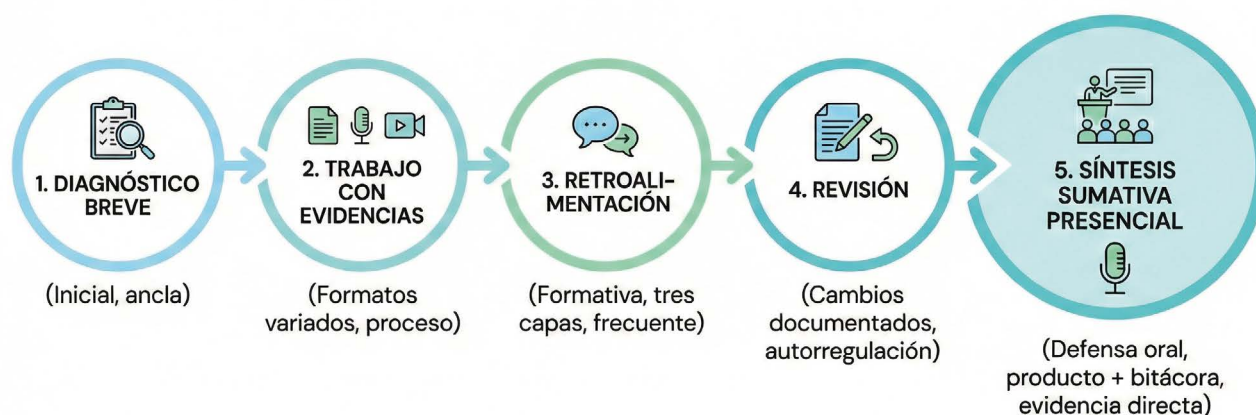 1. DIAGNÓSTICO
BREVE
(Inicial, ancla)
2. TRABAJO
CON
EVIDENCIAS
(Formatos
variados, proceso)
3. RETROALI-
MENTACIÓN
(Formativa, tres
capas, frecuente)
4. REVISIÓN
(Cambios
documentados,
autorregulación)
5. SÍNTESIS
SUMATIVA
PRESENCIAL
(Defensa oral,
producto + bitácora,
evidencia directa)